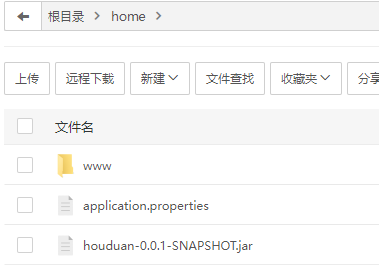 根目录 home
上传 远程下载 新建 文件查找 收藏夹 分享
文件名
www
application.properties
houduan-0.0.1-SNAPSHOT.jar